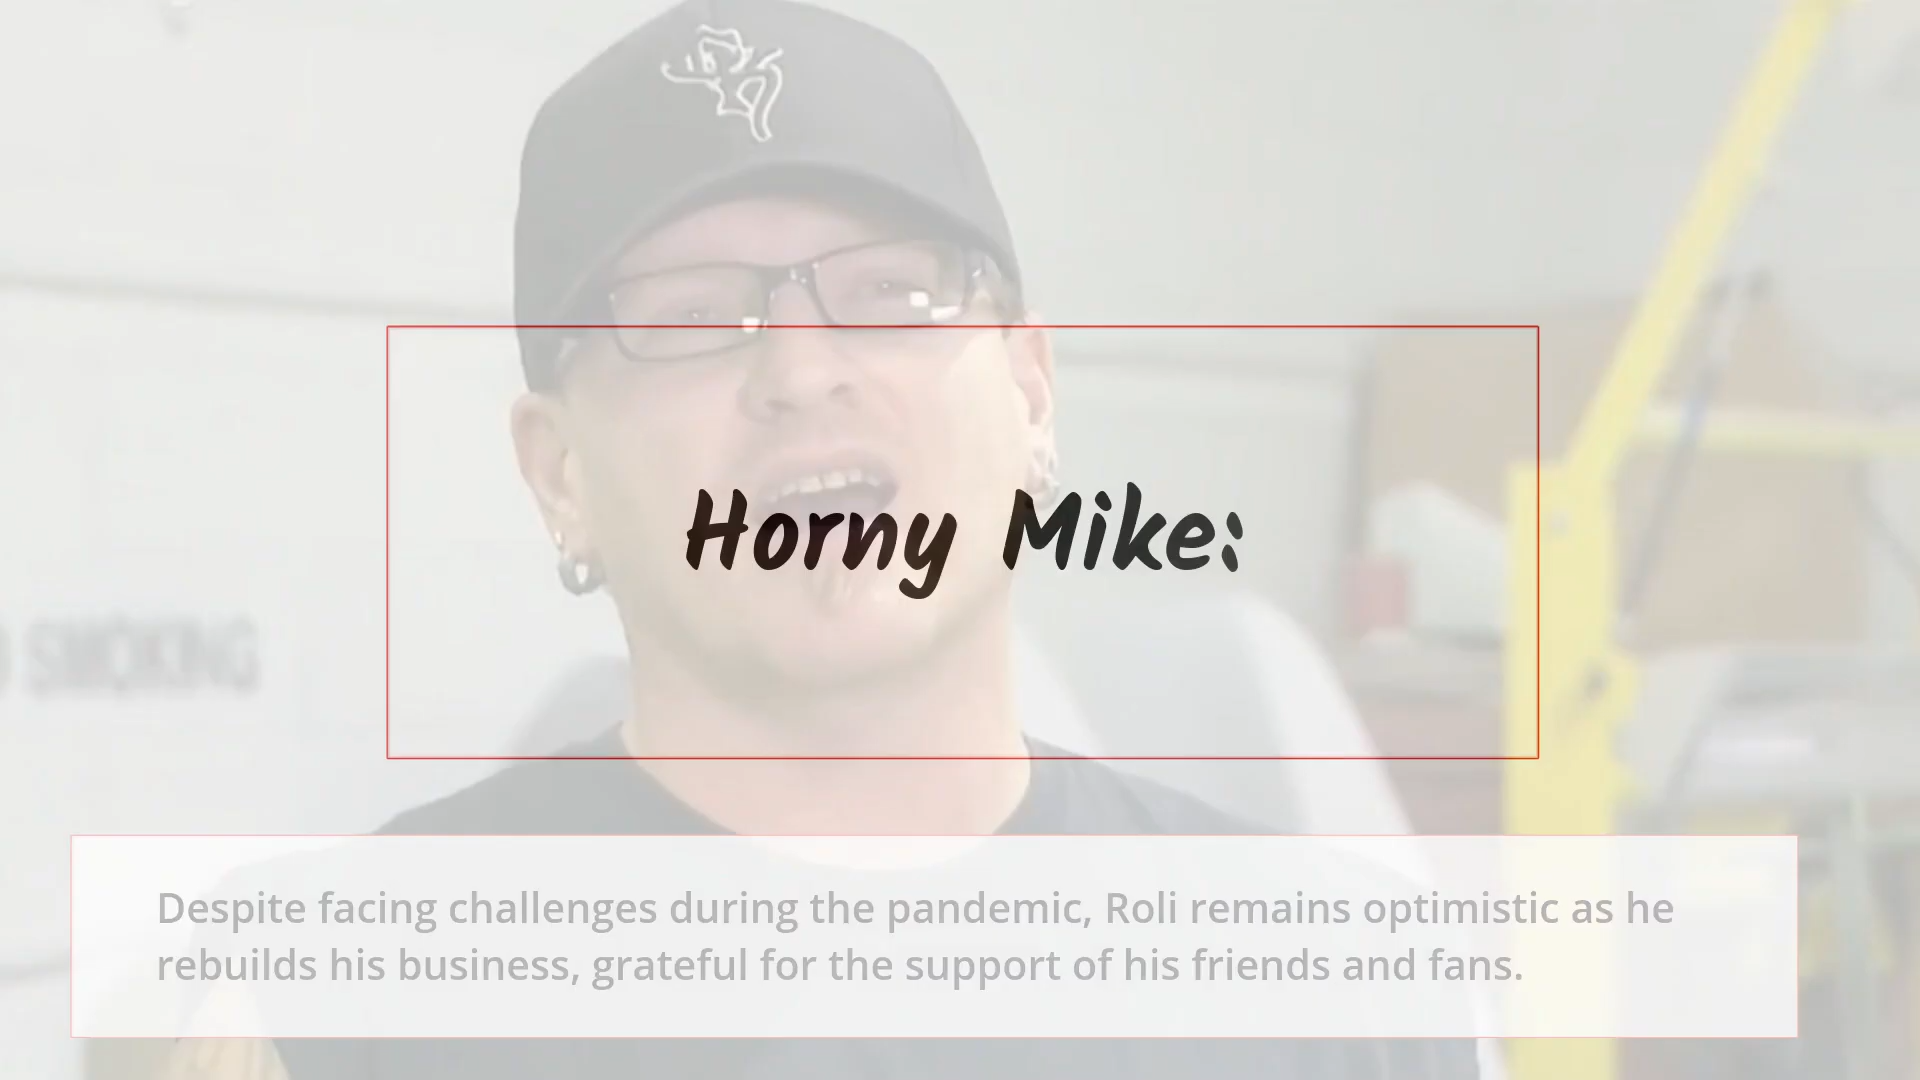 Horny Mike:
SMOKING
Despite facing challenges during the pandemic, Roli remains optimistic as he
rebuilds his business, grateful for the support of his friends and fans.